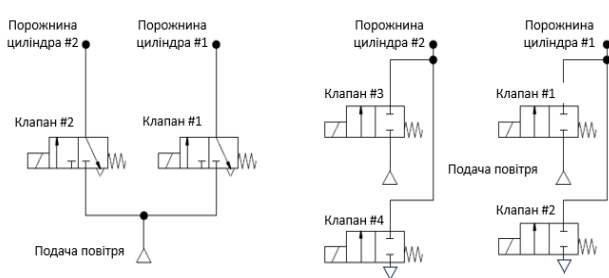 Порожнина
циліндра #2
Порожнина
циліндра #1
Клапан #2
Клапан #1
Подача повітря
Порожнина
циліндра #2
Порожнина
циліндра #1
Клапан #3
Клапан #1
Подача повітря
Клапан #4
Клапан #2